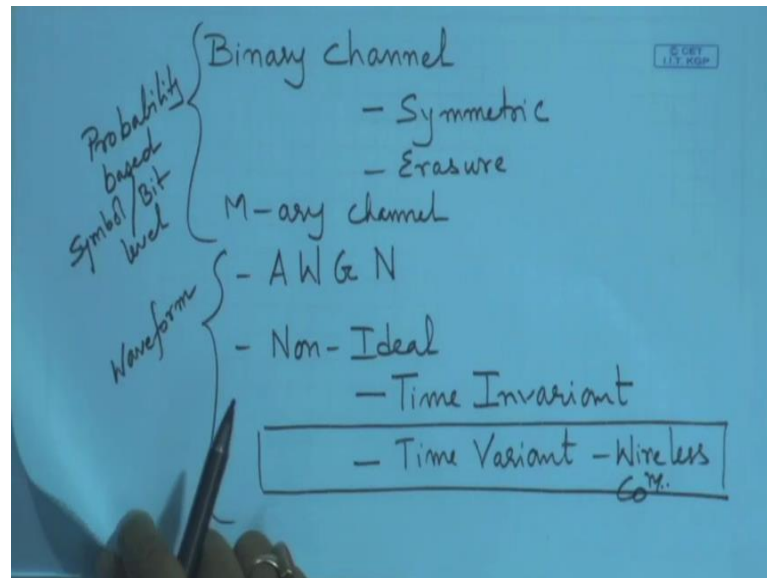 Binary channel
© CET
I.I.T. KGP
- Symmetric
- Erasure
M-ary channel
Probability
based
Symbol/Bit
level
- AWGN
- Non-Ideal
- Time Invariant
- Time Variant - Wireless
Com.
Waveform